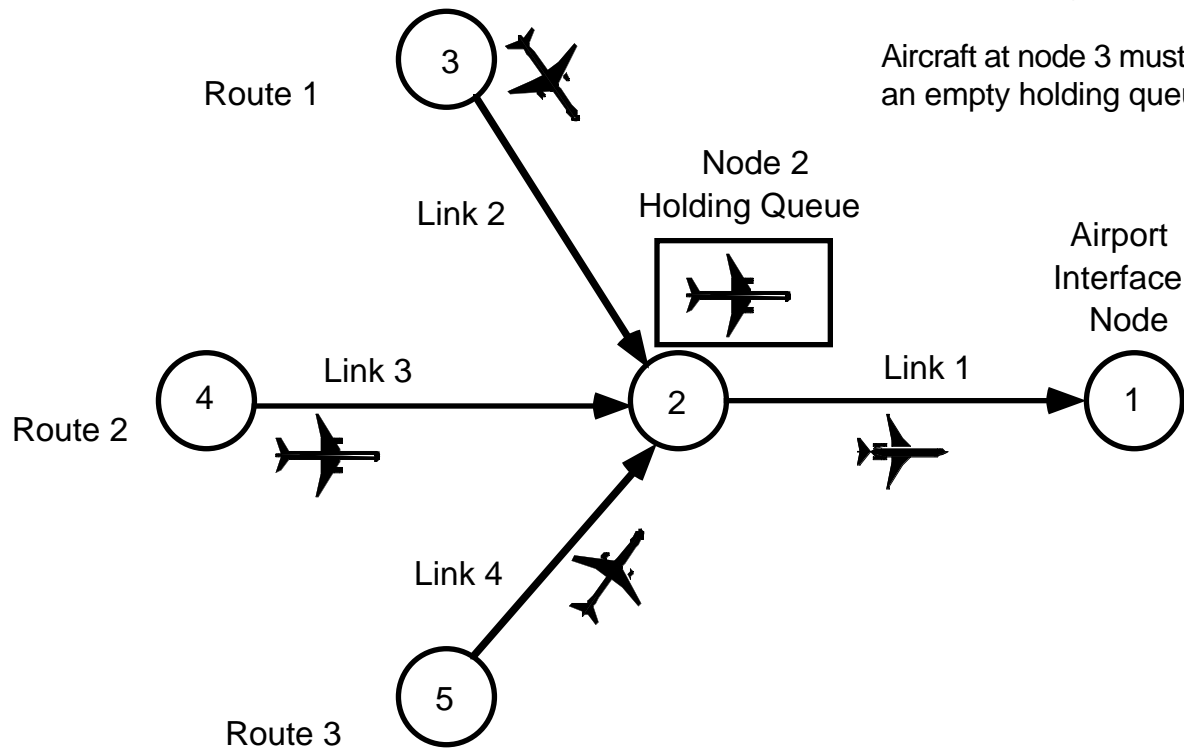 3
Route 1
Aircraft at node 3 must
an empty holding
Node 2
Holding Queue
Link 2
Airport
Interface
Node
Link 3
Link 1
4
2
1
Route 2
Link 4
5
Route 3